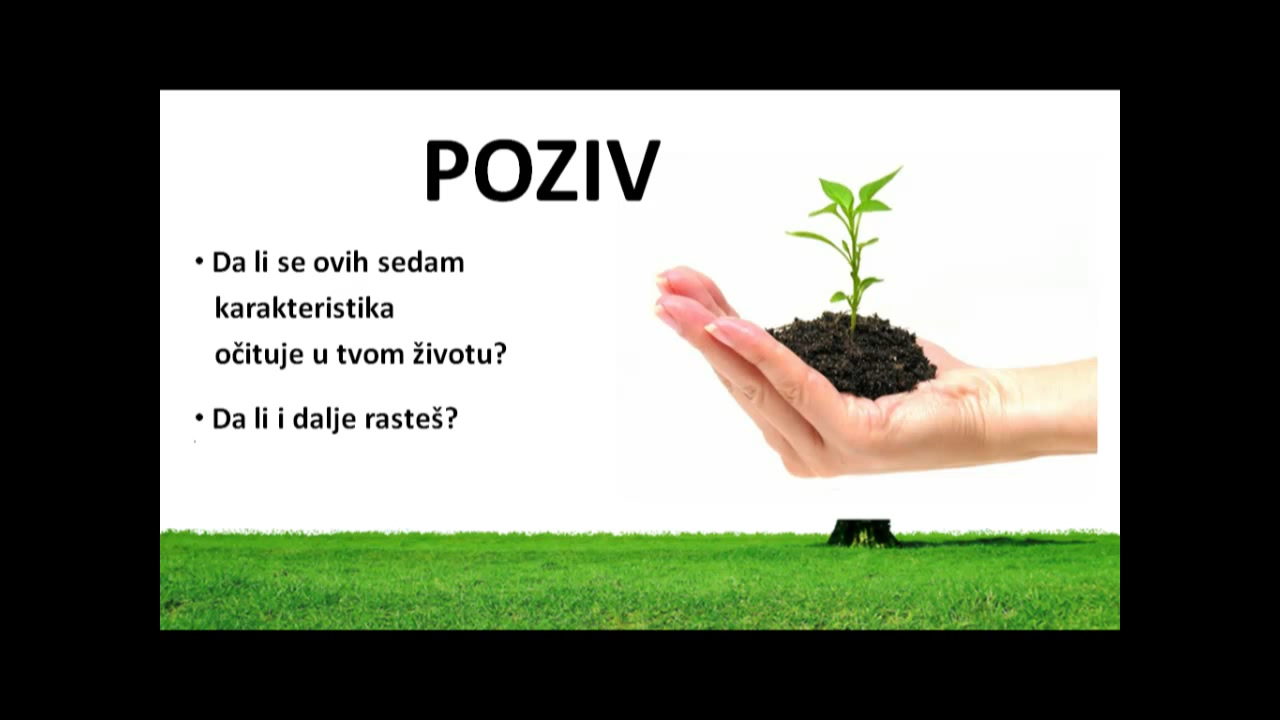 POZIV
• Da li se ovih sedam
karakteristika
očituje u tvom životu?
• Da li i dalje rasteš?